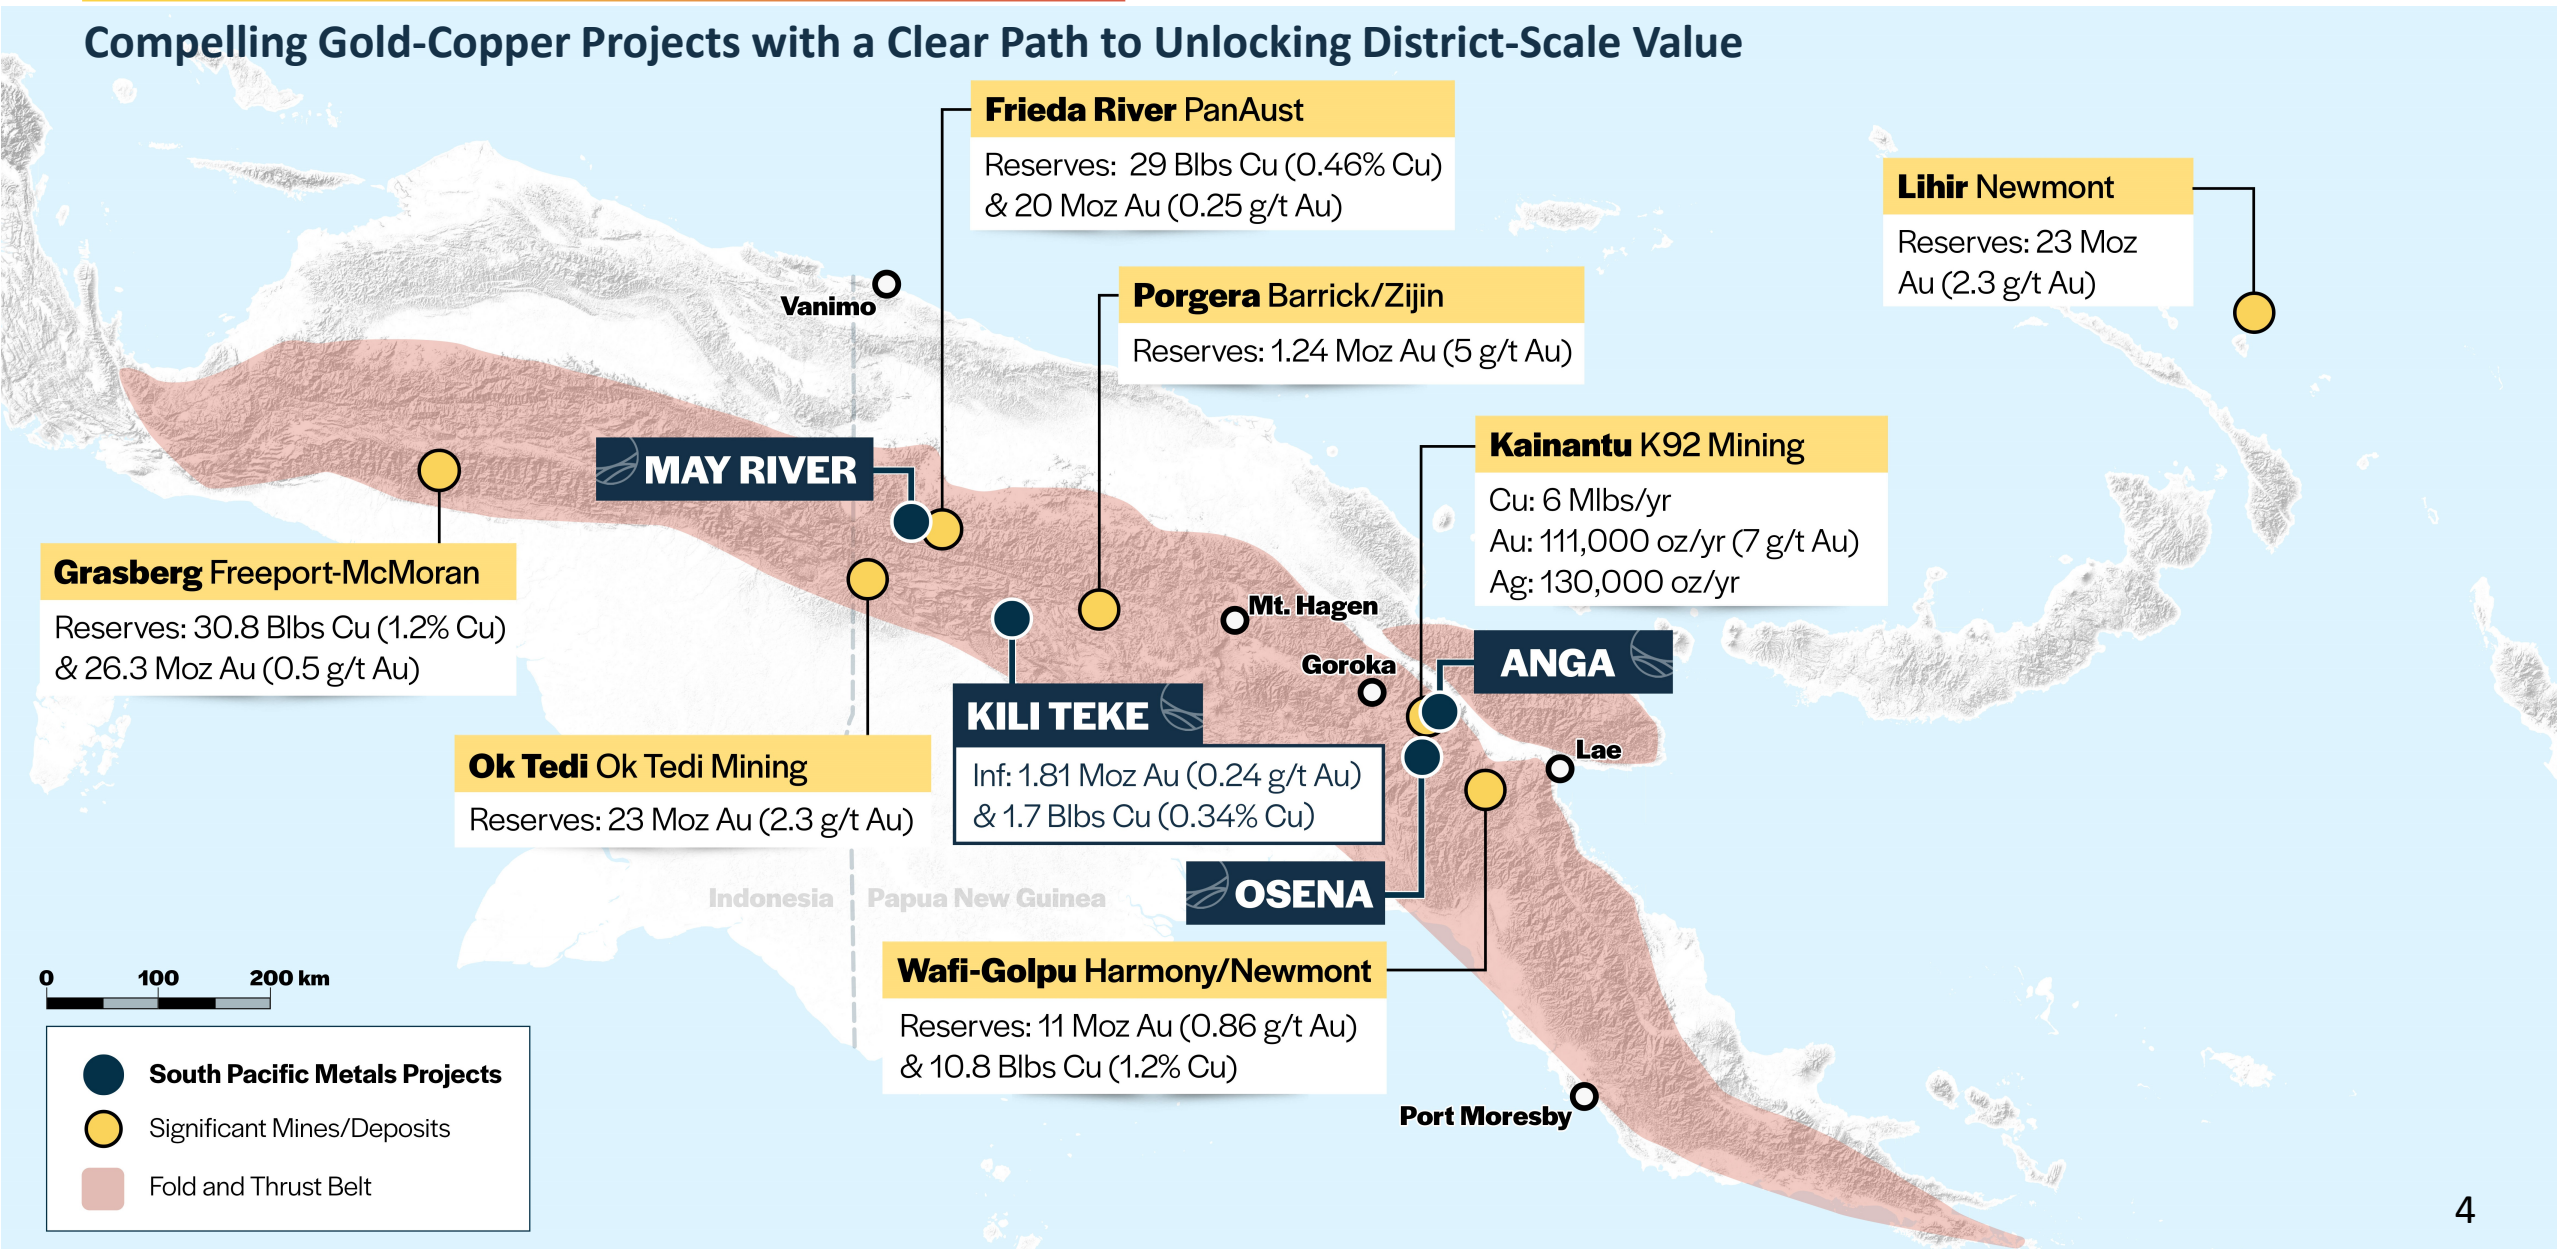 Compelling Gold-Copper Projects with a Clear Path to Unlocking District-Scale Value
Frieda River PanAust
Reserves: 29 Blbs Cu (0.46% Cu)
& 20 Moz Au (0.25 g/t Au)
Lihir Newmont
Reserves: 23 Moz
Au (2.3 g/t Au)
Vanimo
Porgera Barrick/Zijin
Reserves: 1.24 Moz Au (5 g/t Au)
MAY RIVER
Kainantu K92 Mining
Cu: 6 Mlbs/yr
Au: 111,000 oz/yr (7 g/t Au)
Ag: 130,000 oz/yr
Grasberg Freeport-McMoran
Reserves: 30.8 Blbs Cu (1.2% Cu)
& 26.3 Moz Au (0.5 g/t Au)
Mt. Hagen
Goroka
ANGA
KILI TEKE
Inf: 1.81 Moz Au (0.24 g/t Au)
& 1.7 Blbs Cu (0.34% Cu)
Lae
Ok Tedi Ok Tedi Mining
Reserves: 23 Moz Au (2.3 g/t Au)
Indonesia
Papua New Guinea
OSENA
Wafi-Golpu Harmony/Newmont
Reserves: 11 Moz Au (0.86 g/t Au)
& 10.8 Blbs Cu (1.2% Cu)
0 100 200 km
South Pacific Metals Projects
Significant Mines/Deposits
Fold and Thrust Belt
Port Moresby
4